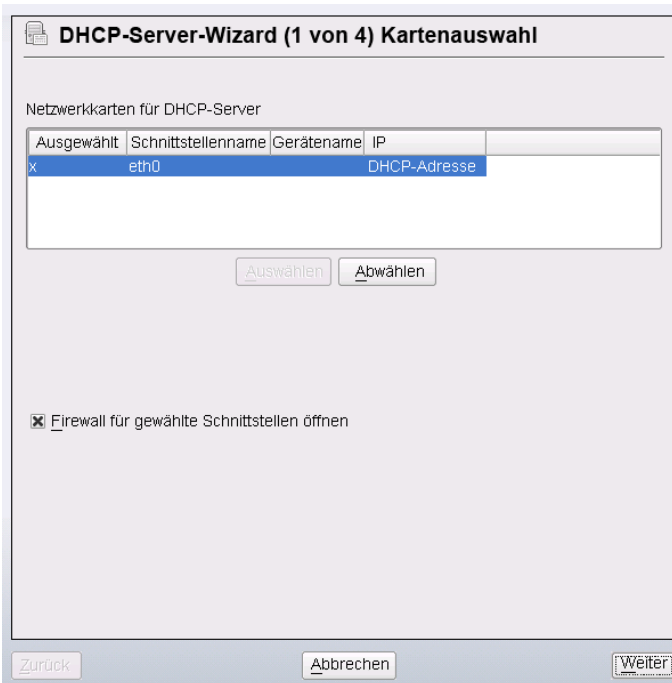 DHCP-Server-Wizard (1 von 4) Kartenauswahl
Netzwerkkarten für DHCP-Server
Ausgewählt Schnittstellenname Gerätename IP
x eth0 DHCP-Adresse
Auswählen Abwählen
Firewall für gewählte Schnittstellen öffnen
Zurück Abbrechen Weiter